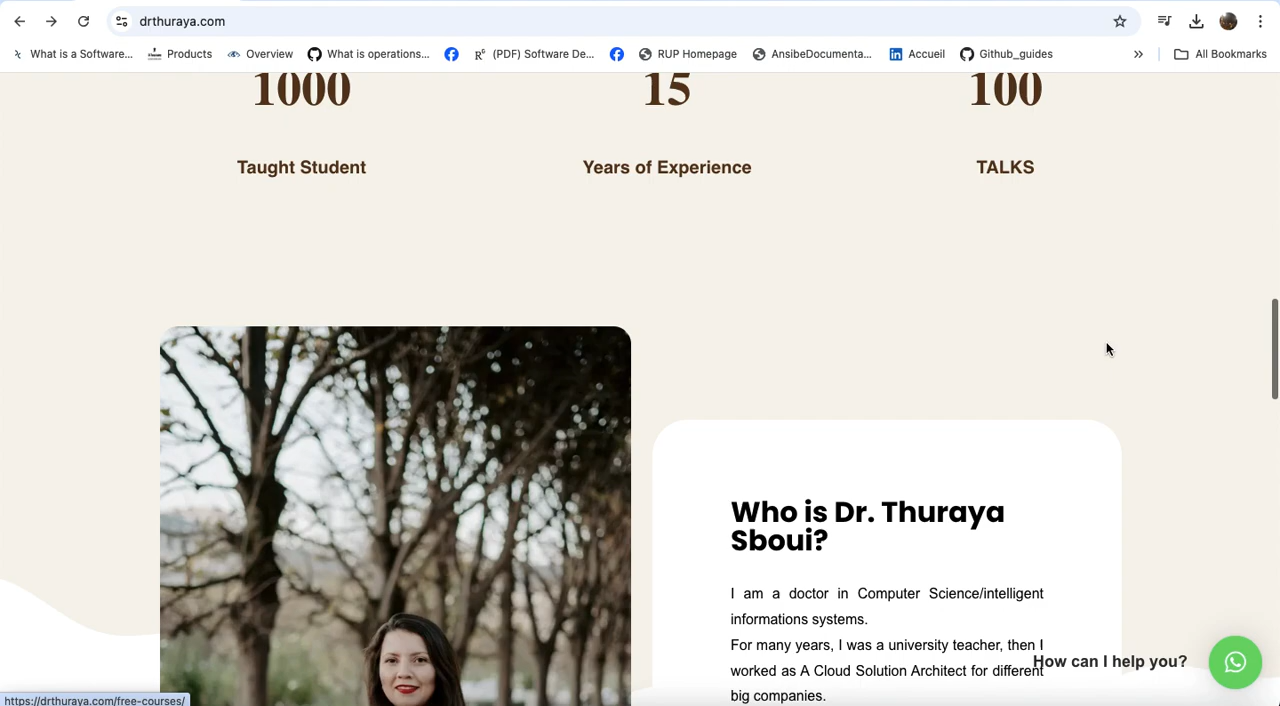 drthuraya.com
What is a Software... Products Overview What is operations... (PDF) Software De... RUP Homepage AnsibeDocumenta... Accueil Github_guides » All Bookmarks
1000 15 100
Taught Student Years of Experience TALKS
Who is Dr. Thuraya
Sboui?
I am a doctor in Computer Science/intelligent
informations systems.
For many years, I was a university teacher, then I
worked as A Cloud Solution Architect for different
big companies.
How can I help you?
https://drthuraya.com/free-courses/